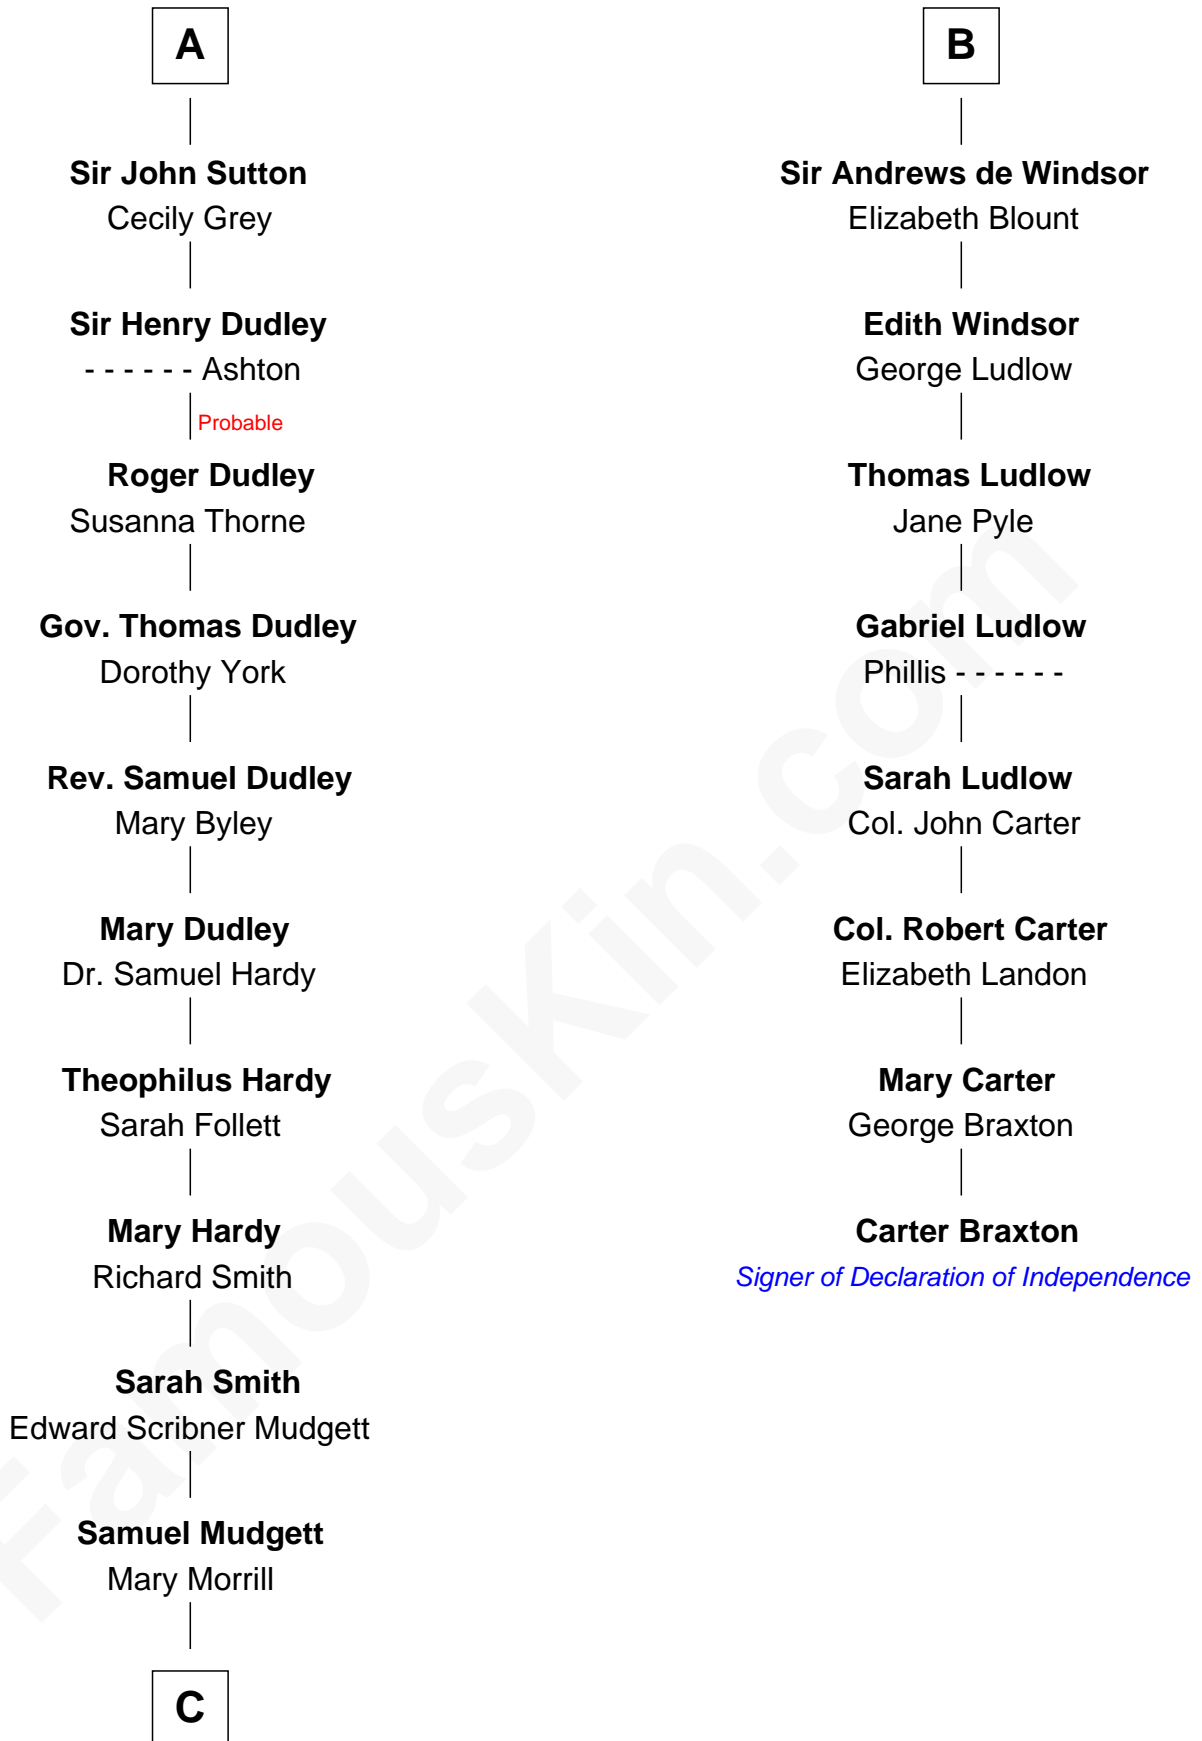 A
Sir John Sutton
Cecily Grey
Sir Henry Dudley
- - - - - - Ashton
Probable
Roger Dudley
Susanna Thorne
Gov. Thomas Dudley
Dorothy York
Rev. Samuel Dudley
Mary Byley
Mary Dudley
Dr. Samuel Hardy
Theophilus Hardy
Sarah Follett
Mary Hardy
Richard Smith
Sarah Smith
Edward Scribner Mudgett
Samuel Mudgett
Mary Morrill
C
B
Sir Andrews de Windsor
Elizabeth Blount
Edith Windsor
George Ludlow
Thomas Ludlow
Jane Pyle
Gabriel Ludlow
Phillis - - - - - -
Sarah Ludlow
Col. John Carter
Col. Robert Carter
Elizabeth Landon
Mary Carter
George Braxton
Carter Braxton
Signer of Declaration of Independence
FamousKin.com